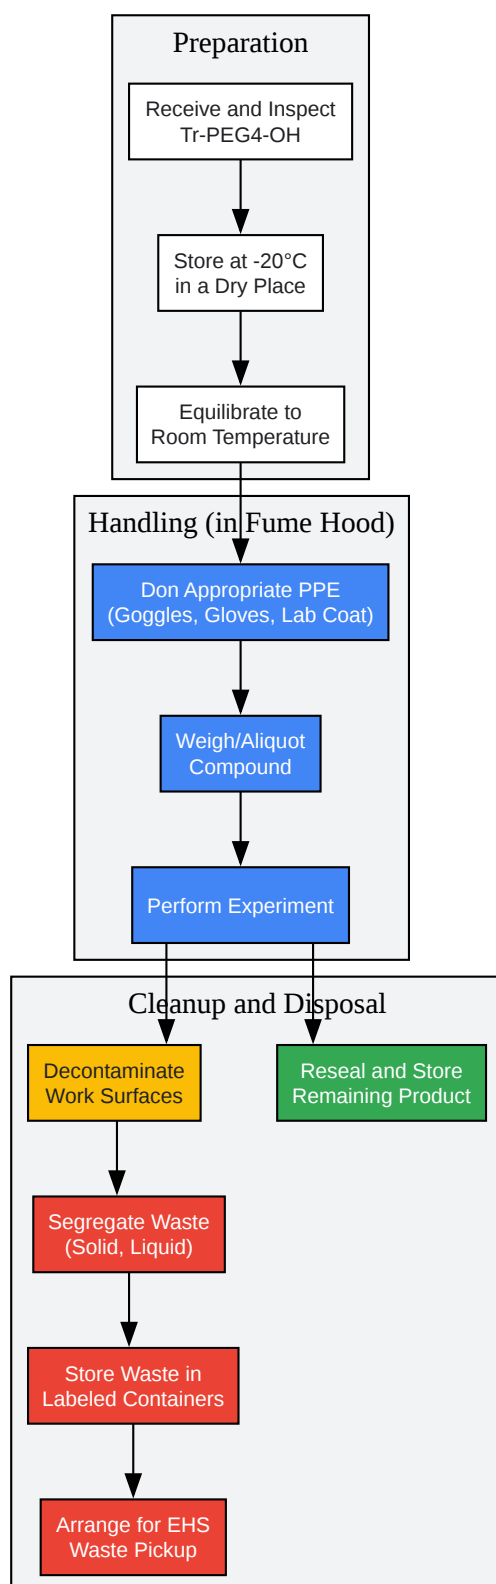 Preparation
Receive and Inspect
Tr-PEG4-OH
Store at -20°C
in a Dry Place
Equilibrate to
Room Temperature
Handling (in Fume Hood)
Don Appropriate PPE
(Goggles, Gloves, Lab Coat)
Weigh/Aliquot
Compound
Perform Experiment
Cleanup and Disposal
Decontaminate
Work Surfaces
Reseal and Store
Remaining Product
Segregate Waste
(Solid, Liquid)
Store Waste in
Labeled Containers
Arrange for EHS
Waste Pickup